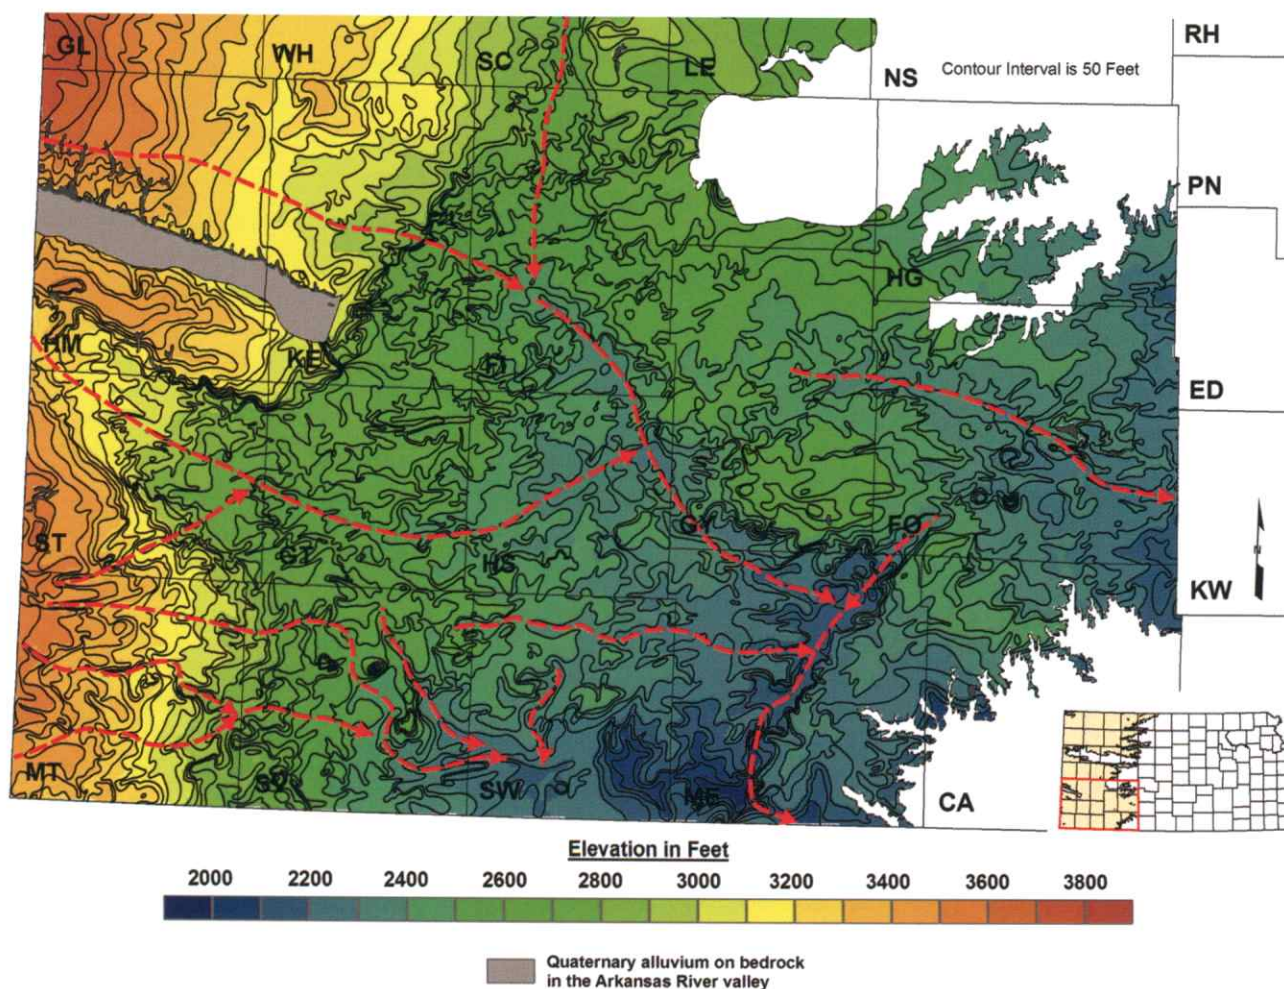 GL
WH
SC
LE
NS
Contour Interval is 50 Feet
RH
PN
HG
HM
KE
FI
ED
ST
GT
HS
GY
FO
KW
MT
SV
SW
ME
CA
Elevation in Feet
2000 2200 2400 2600 2800 3000 3200 3400 3600 3800
Quaternary alluvium on bedrock
in the Arkansas River valley